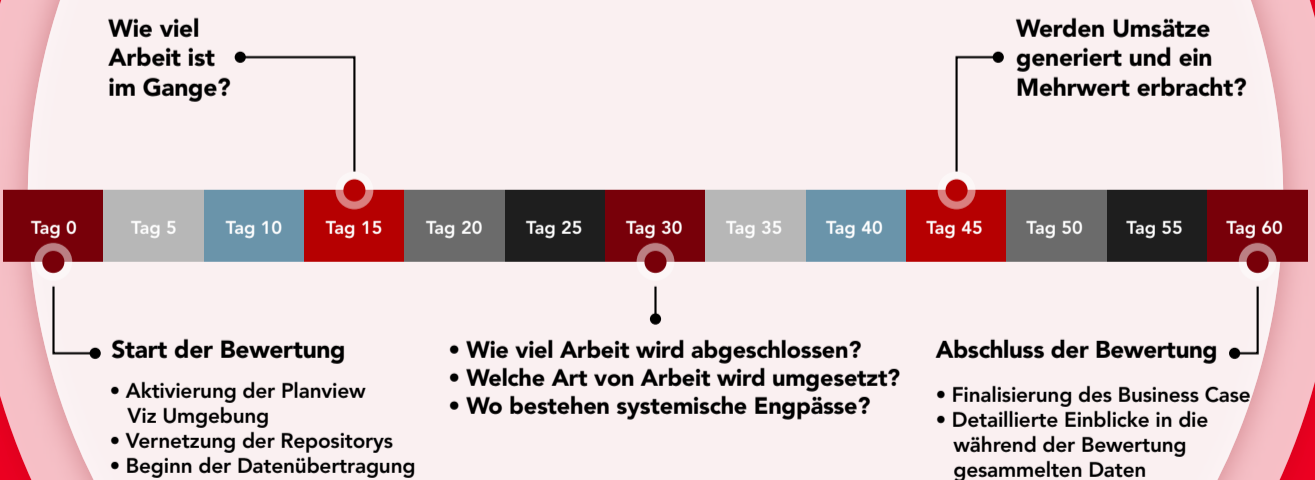 Wie viel
Arbeit ist
im Gange?
Werden Umsätze
generiert und ein
Mehrwert erbracht?
Tag 0 Tag 5 Tag 10 Tag 15 Tag 20 Tag 25 Tag 30 Tag 35 Tag 40 Tag 45 Tag 50 Tag 55 Tag 60
Start der Bewertung
• Aktivierung der Planview
Viz Umgebung
• Vernetzung der Repositorys
• Beginn der Datenübertragung
• Wie viel Arbeit wird abgeschlossen?
• Welche Art von Arbeit wird umgesetzt?
• Wo bestehen systemische Engpässe?
Abschluss der Bewertung
• Finalisierung des Business Case
• Detaillierte Einblicke in die
während der Bewertung
gesammelten Daten